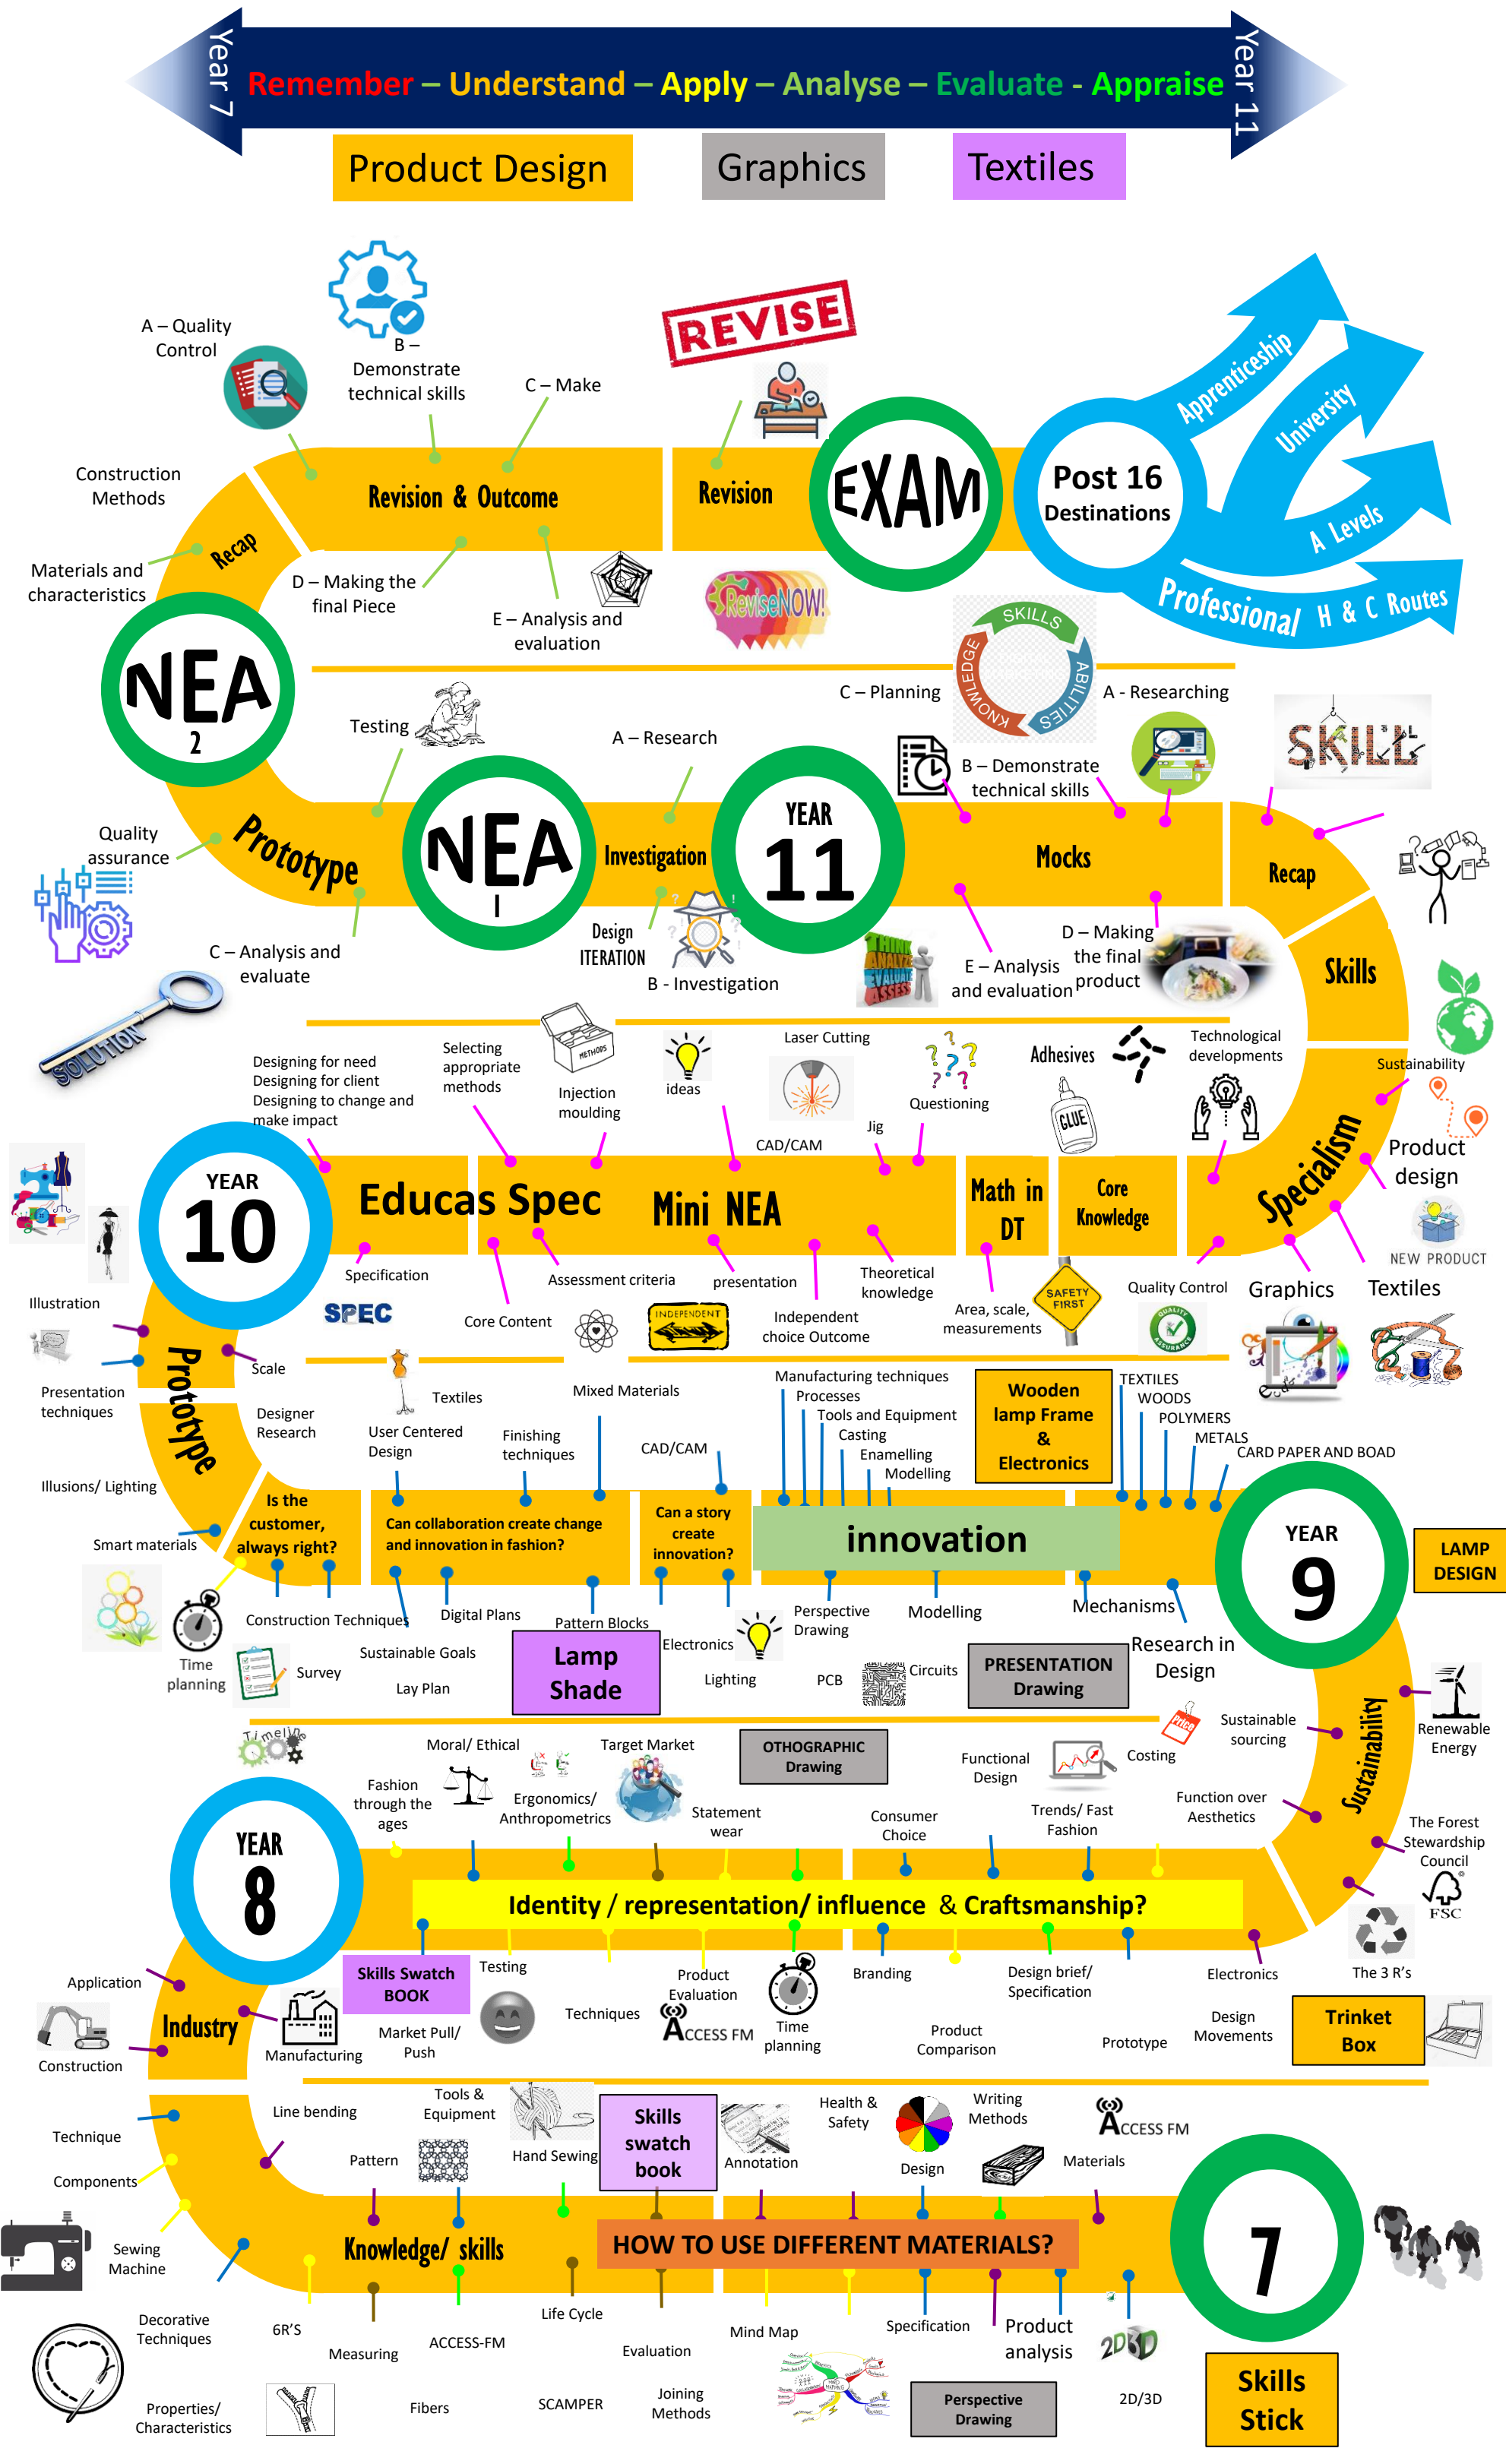 Year 7
Remember – Understand – Apply – Analyse – Evaluate - Appraise
Year 11
Product Design
Graphics
Textiles
A – Quality
Control
B –
Demonstrate
technical skills
C – Make
REVISE
Apprenticeship
University
A Levels
Professional H & C Routes
Construction
Methods
Recap
Revision & Outcome
Revision
EXAM
Post 16
Destinations
Materials and
characteristics
D – Making the
final Piece
E – Analysis and
evaluation
ReviseNOW!
SKILLS
KNOWLEDGE
ABILITIES
NEA
2
Testing
A – Research
C – Planning
A - Researching
B – Demonstrate
technical skills
SKILL
Quality
assurance
Prototype
NEA
1
Investigation
YEAR
11
Mocks
Recap
C – Analysis and
evaluate
Design
ITERATION
B - Investigation
THINK
ANALYZE
EVALUATE
ASSESS
E – Analysis
and evaluation
D – Making
the final
product
Skills
SOLUTION
Designing for need
Designing for client
Designing to change and
make impact
Selecting
appropriate
methods
METHODS
Injection
moulding
ideas
Laser Cutting
CAD/CAM
Questioning
Jig
Adhesives
GLUE
Technological
developments
Sustainability
Specialism
Product
design
NEW PRODUCT
YEAR
10
Educas Spec
Mini NEA
Math in
DT
Core
Knowledge
Specification
SPEC
Core Content
Assessment criteria
INDEPENDENT
presentation
Independent
choice Outcome
Theoretical
knowledge
Area, scale,
measurements
SAFETY
FIRST
Quality Control
QUALITY
ASSURANCE
Graphics
Textiles
Illustration
Presentation
techniques
Scale
Prototype
Designer
Research
Textiles
User Centered
Design
Finishing
techniques
Mixed Materials
CAD/CAM
Manufacturing techniques
Processes
Tools and Equipment
Casting
Enamelling
Modelling
Wooden
lamp Frame
&
Electronics
TEXTILES
WOODS
POLYMERS
METALS
CARD PAPER AND BOAD
Illusions/ Lighting
Smart materials
Is the
customer,
always right?
Can collaboration create change
and innovation in fashion?
Can a story
create
innovation?
innovation
YEAR
9
LAMP
DESIGN
Time
planning
Construction Techniques
Survey
Digital Plans
Sustainable Goals
Lay Plan
Pattern Blocks
Lamp
Shade
Electronics
Lighting
Perspective
Drawing
PCB
Circuits
Modelling
PRESENTATION
Drawing
Mechanisms
Research in
Design
Timeline
Moral/ Ethical
Fashion
through the
ages
Ergonomics/
Anthropometrics
Target Market
Statement
wear
OTHOGRAPHIC
Drawing
Consumer
Choice
Functional
Design
Trends/ Fast
Fashion
Price
Costing
Sustainable
sourcing
Function over
Aesthetics
Sustainability
Renewable
Energy
The Forest
Stewardship
Council
FSC
The 3 R's
YEAR
8
Identity / representation/ influence & Craftsmanship?
Application
Construction
Industry
Manufacturing
Skills Swatch
BOOK
Market Pull/
Push
Testing
Techniques
Product
Evaluation
ACCESS FM
Time
planning
Branding
Product
Comparison
Design brief/
Specification
Prototype
Electronics
Design
Movements
Trinket
Box
Technique
Components
Line bending
Pattern
Tools &
Equipment
Hand Sewing
Skills
swatch
book
Annotation
Health &
Safety
Design
Writing
Methods
ACCESS FM
Materials
Sewing
Machine
Knowledge/ skills
HOW TO USE DIFFERENT MATERIALS?
7
Decorative
Techniques
Properties/
Characteristics
6R'S
Measuring
ACCESS-FM
Fibers
Life Cycle
SCAMPER
Evaluation
Joining
Methods
Mind Map
Specification
Perspective
Drawing
Product
analysis
2D3D
2D/3D
Skills
Stick